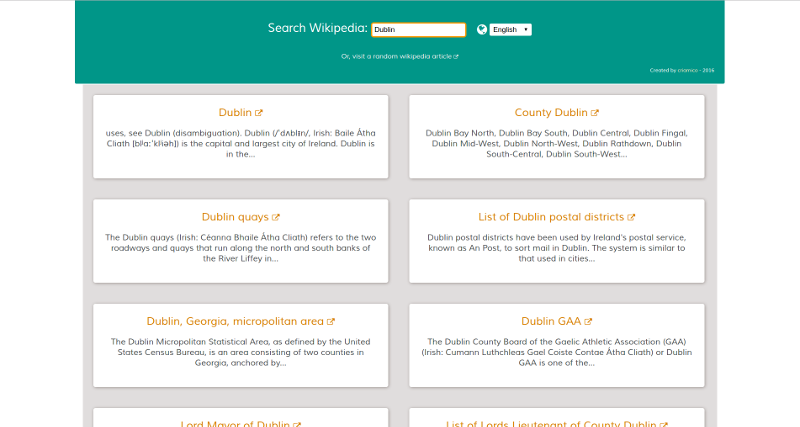 Search Wikipedia: Dublin English
Or, visit a random wikipedia article
Created by cosmica - 2016
Dublin
uses, see Dublin (disambiguation). Dublin (/ˈdʌblɪn/, Irish: Baile Átha
Cliath [bˠlʲaːˈklʲiəh]) is the capital and largest city of Ireland. Dublin is
in the...
County Dublin
Dublin Bay North, Dublin Bay South, Dublin Central, Dublin Fingal,
Dublin Mid-West, Dublin North-West, Dublin Rathdown, Dublin
South-Central, Dublin South-West...
Dublin quays
The Dublin quays (Irish: Céanna Bhaile Átha Cliath) refers to the two
roadways and quays that run along the north and south banks of
the River Liffey in...
List of Dublin postal districts
Dublin postal districts have been used by Ireland's postal service,
known as An Post, to sort mail in Dublin. The system is similar to
that used in cities...
Dublin, Georgia, micropolitan area
The Dublin Micropolitan Statistical Area, as defined by the United
States Census Bureau, is an area consisting of two counties in
Georgia, anchored by...
Dublin GAA
The Dublin County Board of the Gaelic Athletic Association (GAA)
(Irish: Cumann Luthchleas Gael Coiste Contae Átha Cliath) or Dublin
GAA is one of the...
Lord Mayor of Dublin
List of Lords Lieutenant of County Dublin